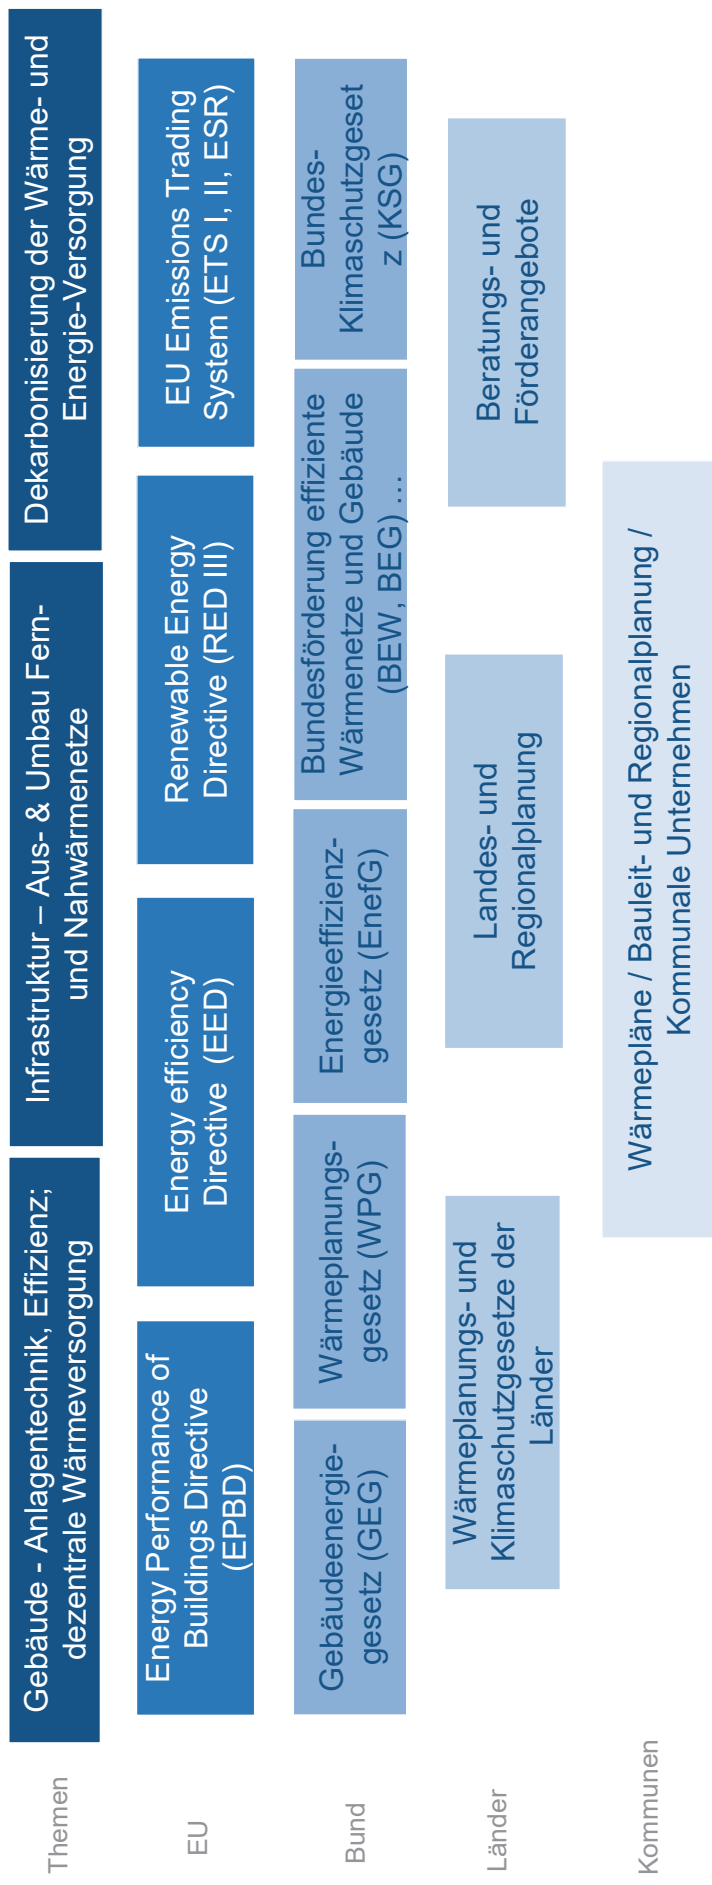 Themen
Gebäude - Anlagentechnik, Effizienz;
dezentrale Wärmeversorgung
Infrastruktur – Aus- & Umbau Fern-
und Nahwärmenetze
Dekarbonisierung der Wärme- und
Energie-Versorgung
EU
Energy Performance of
Buildings Directive
(EPBD)
Energy efficiency
Directive (EED)
Renewable Energy
Directive (RED III)
EU Emissions Trading
System (ETS I, II, ESR)
Bund
Gebäudeenergie-
gesetz (GEG)
Wärmeplanungs-
gesetz (WPG)
Energieeffizienz-
gesetz (EnefG)
Bundesförderung effiziente
Wärmenetze und Gebäude
(BEW, BEG) …
Bundes-
Klimaschutzgeset
z (KSG)
Länder
Wärmeplanungs- und
Klimaschutzgesetze der
Länder
Landes- und
Regionalplanung
Beratungs- und
Förderangebote
Kommunen
Wärmepläne / Bauleit- und Regionalplanung /
Kommunale Unternehmen